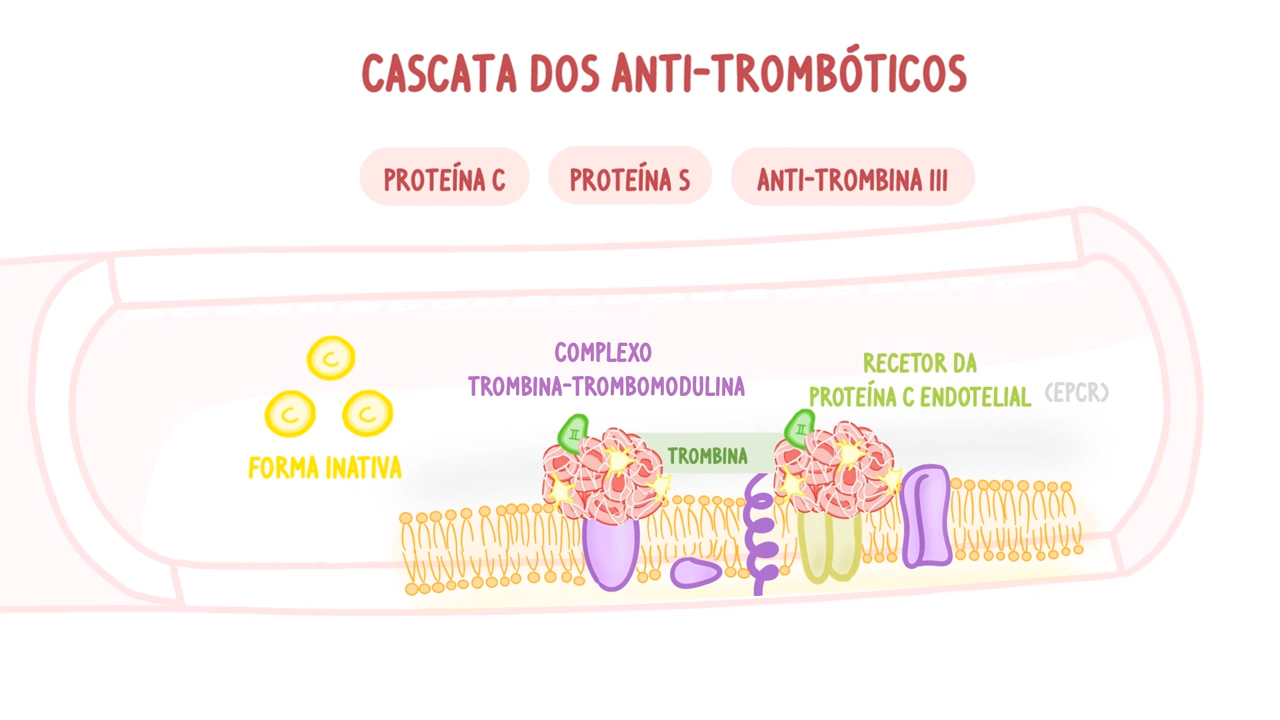 CASCATA DOS ANTI-TROMBÓTICOS
PROTEÍNA C
PROTEÍNA S
ANTI-TROMBINA III
C
C
C
FORMA INATIVA
COMPLEXO
TROMBINA-TROMBOMODULINA
II
TROMBINA
RECETOR DA
PROTEÍNA C ENDOTELIAL (EPCR)
II